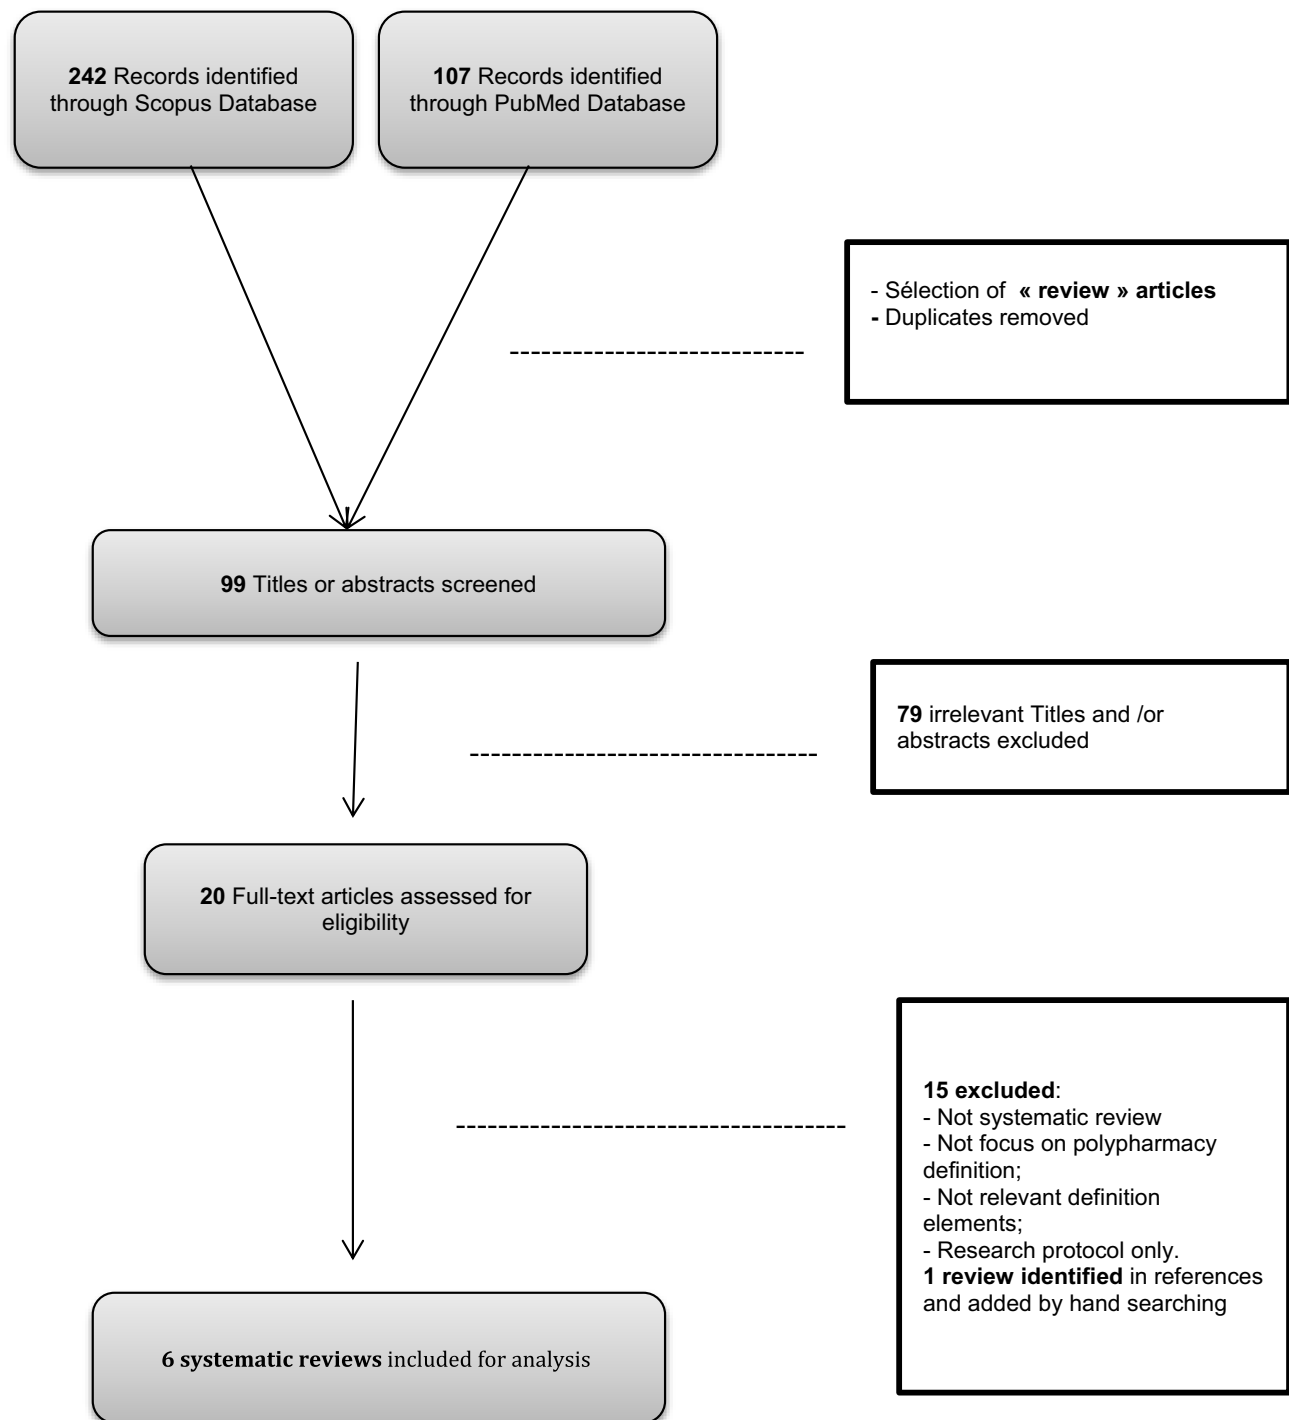 242 Records identified
through Scopus Database
107 Records identified
through PubMed Database
- Sélection of « review » articles
- Duplicates removed
99 Titles or abstracts screened
79 irrelevant Titles and /or
abstracts excluded
20 Full-text articles assessed for
eligibility
15 excluded:
- Not systematic review
- Not focus on polypharmacy
definition;
- Not relevant definition
elements;
- Research protocol only.
1 review identified in references
and added by hand searching
6 systematic reviews included for analysis